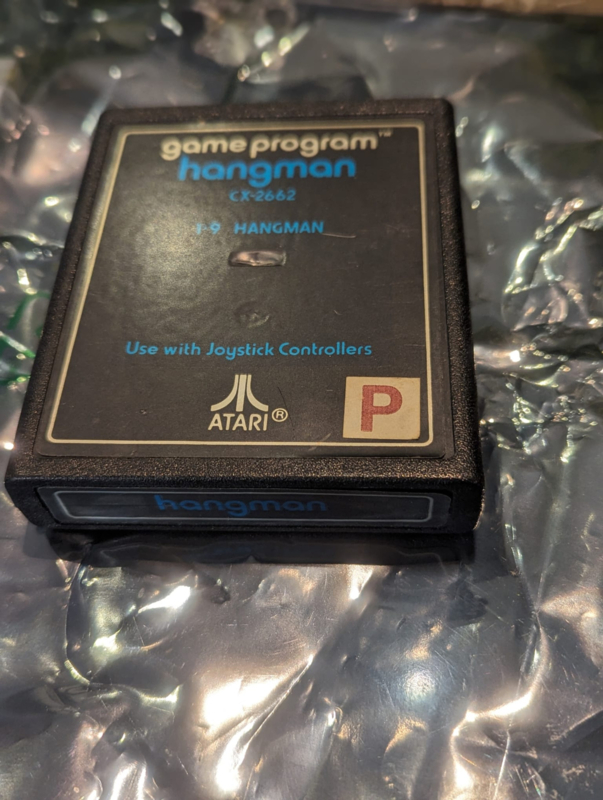 game program™
hangman
CX-2662
1-9 HANGMAN
Use with Joystick Controllers
ATARI®
P
hangman